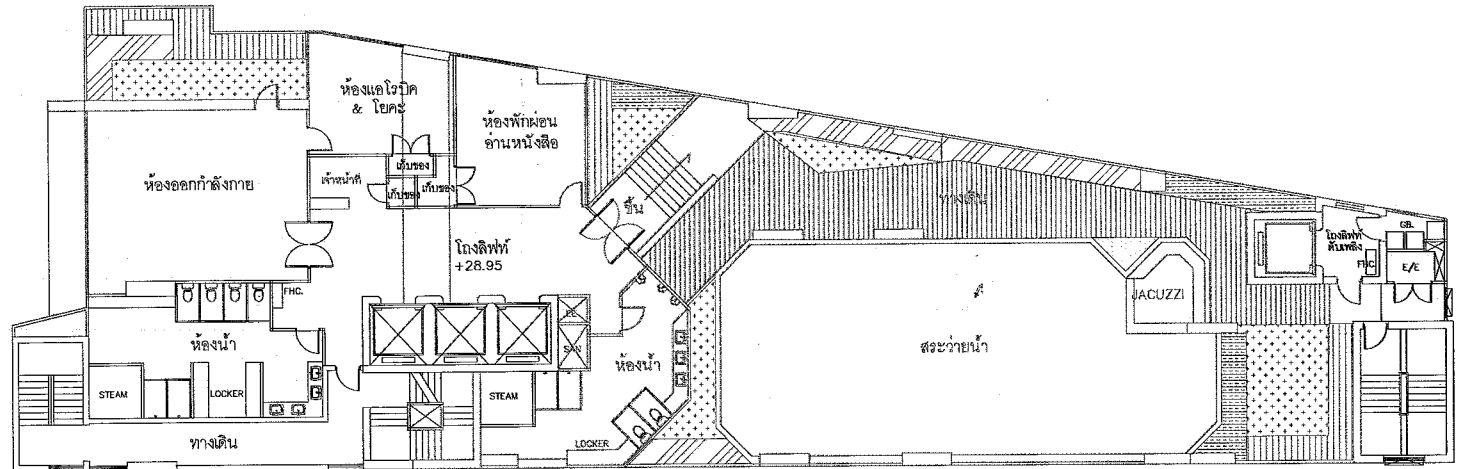 ห้องแอโรบิค
& โยคะ
ห้องพักผ่อน
อ่านหนังสือ
เก็บของ
เจ้าหน้าที่
เก็บของ
เก็บของ
ห้องออกกำลังกาย
ขึ้น
ทางเดิน
โถงลิฟท์
+28.95
โถงลิฟท์
ดับเพลิง
GB.
FHC.
E/E
FHC.
JACUZZI
EE
SAN
ห้องน้ำ
ห้องน้ำ
สระว่ายน้ำ
STEAM
LOCKER
STEAM
LOCKER
ทางเดิน